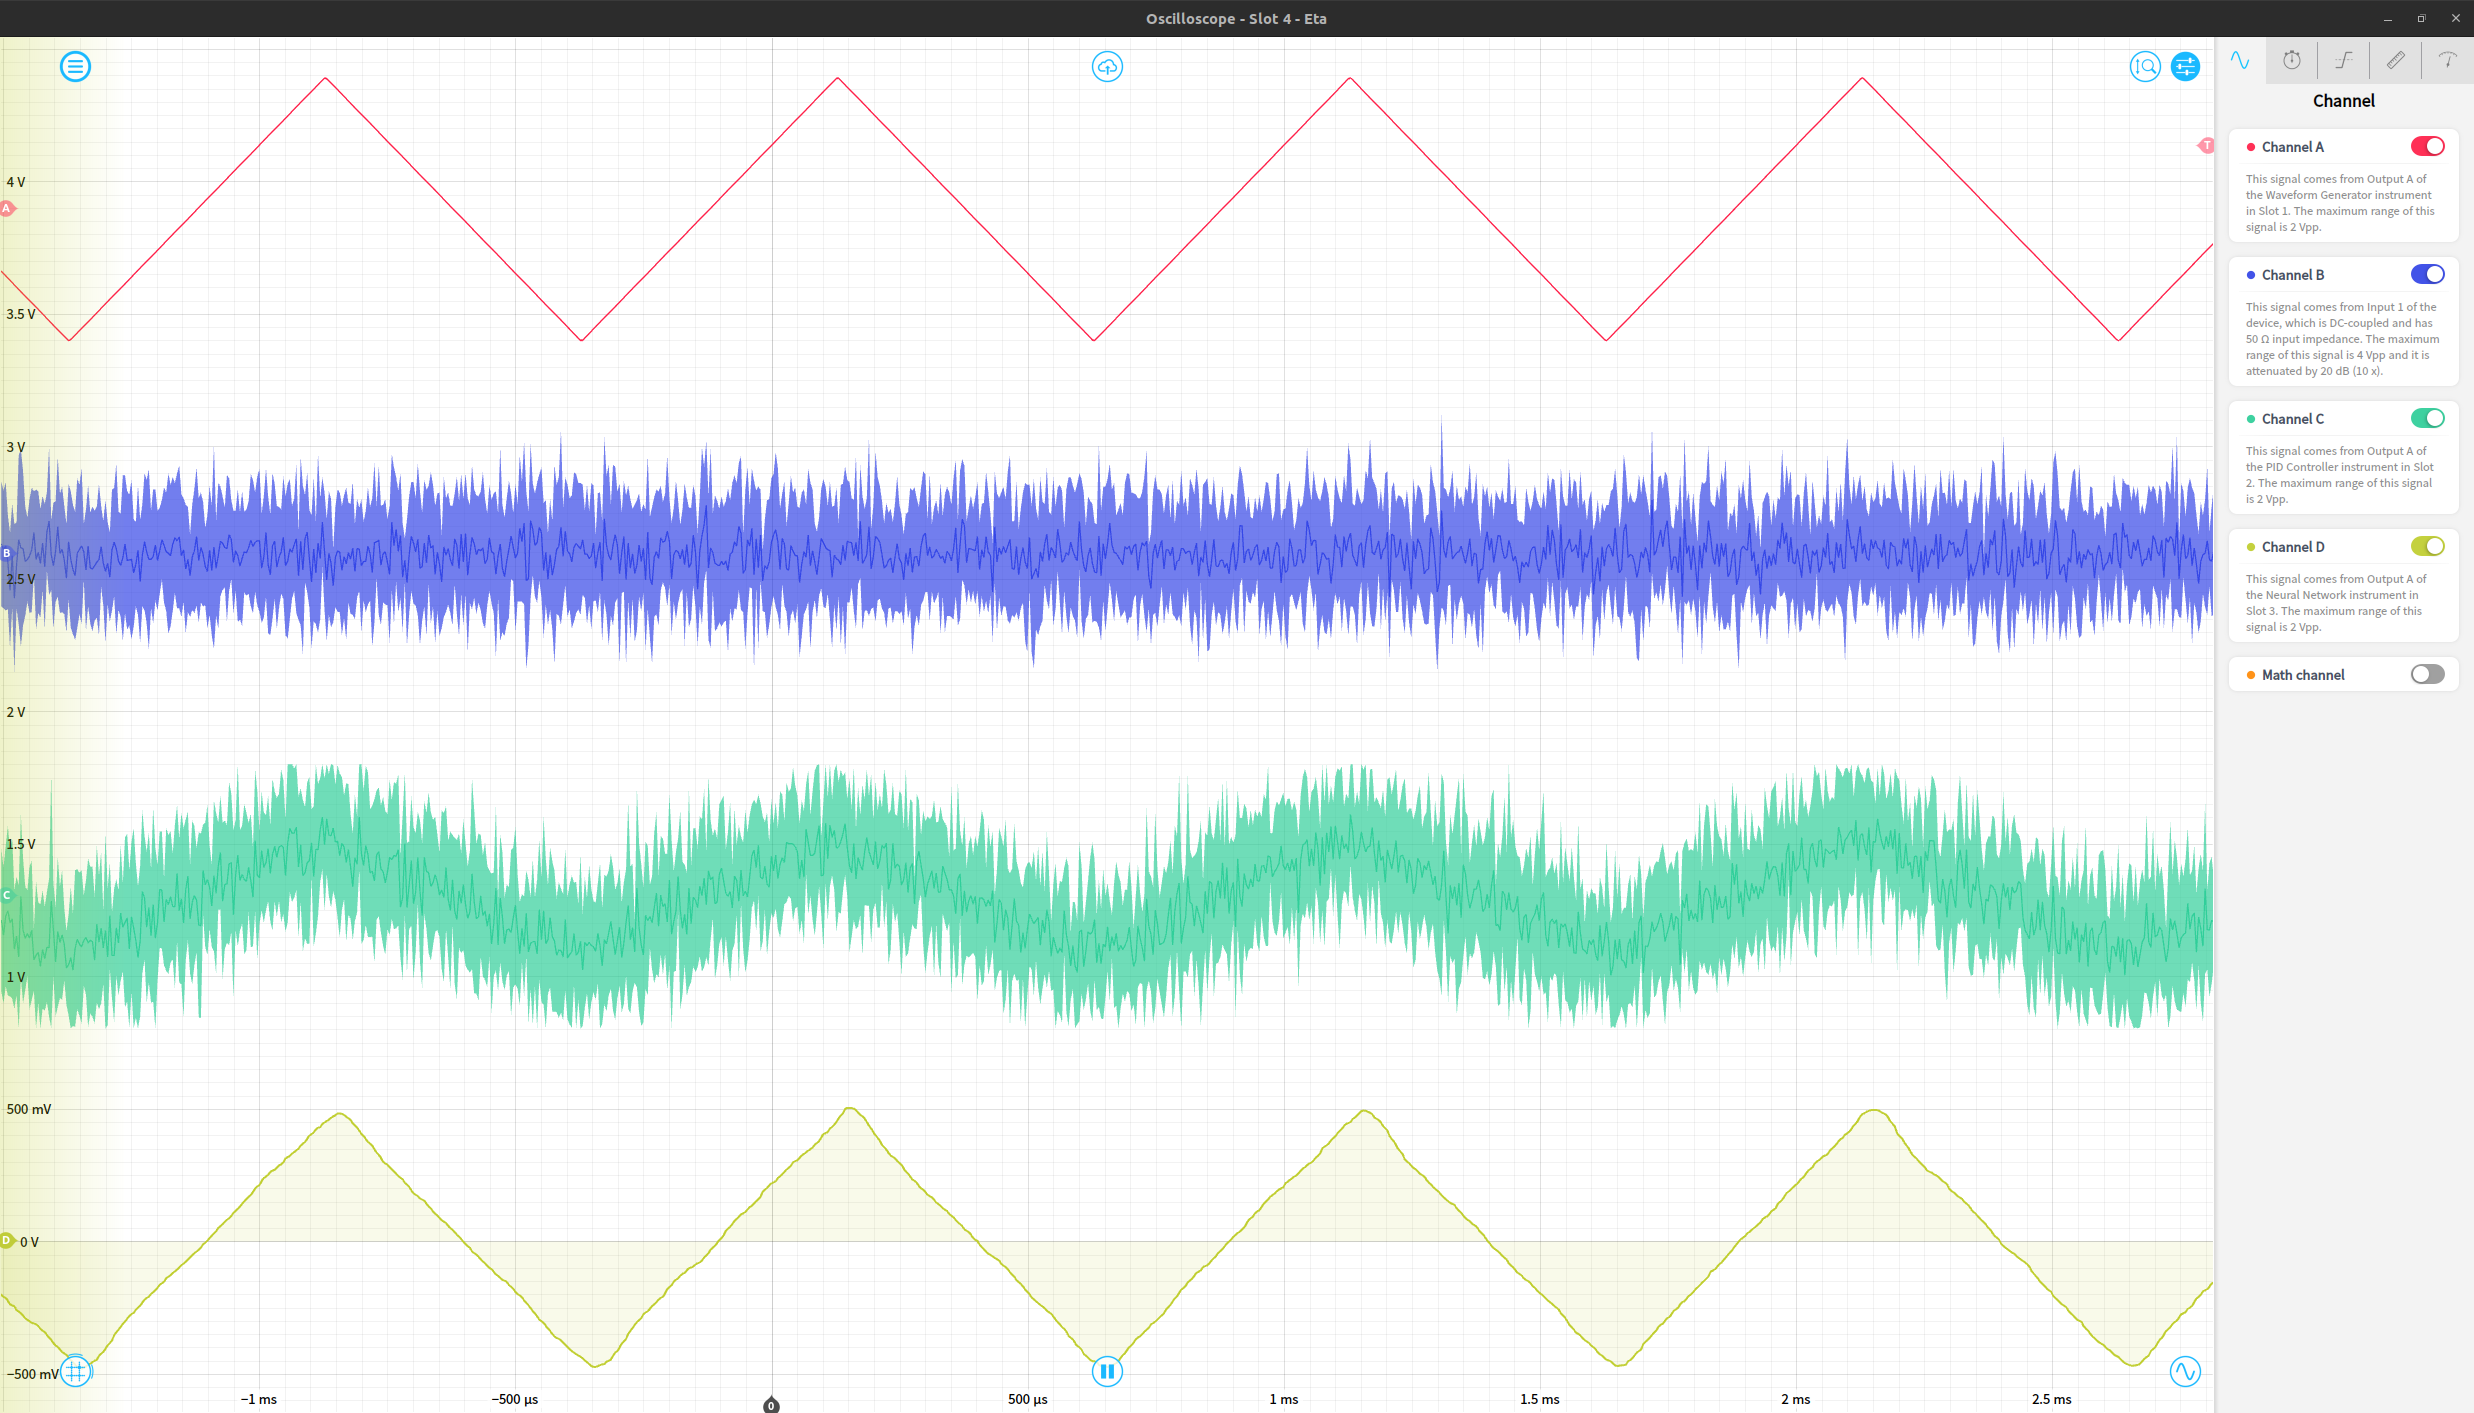 Oscilloscope - Slot 4 - Eta
4 V
A
3.5 V
3 V
B
2.5 V
2 V
1.5 V
C
1 V
500 mV
D
0 V
−500 mV
−1 ms
−500 µs
0
500 µs
1 ms
1.5 ms
2 ms
2.5 ms
T
Channel
Channel A
This signal comes from Output A of
the Waveform Generator instrument
in Slot 1. The maximum range of this
signal is 2 Vpp.
Channel B
This signal comes from Input 1 of the
device, which is DC-coupled and has
50 Ω input impedance. The maximum
range of this signal is 4 Vpp and it is
attenuated by 20 dB (10 x).
Channel C
This signal comes from Output A of
the PID Controller instrument in Slot
2. The maximum range of this signal
is 2 Vpp.
Channel D
This signal comes from Output A of
the Neural Network instrument in
Slot 3. The maximum range of this
signal is 2 Vpp.
Math channel